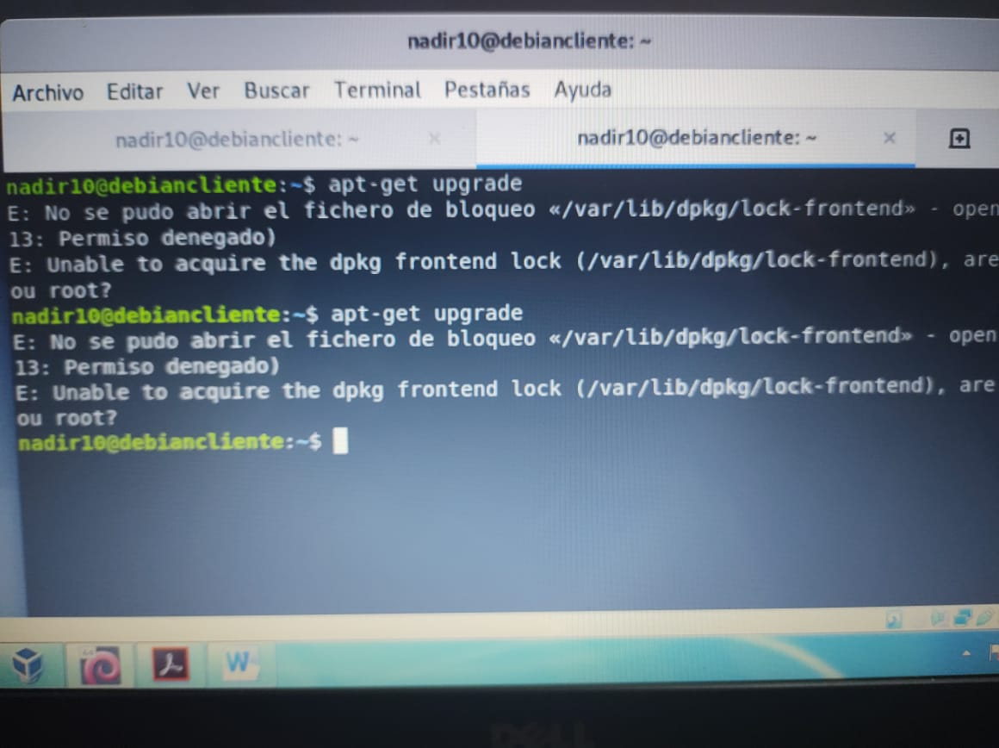 nadir10@debiancliente: ~
Archivo Editar Ver Buscar Terminal Pestañas Ayuda
nadir10@debiancliente: ~ × nadir10@debiancliente: ~ ×
nadir10@debiancliente:~$ apt-get upgrade
E: No se pudo abrir el fichero de bloqueo «/var/lib/dpkg/lock-frontend» - open
13: Permiso denegado)
E: Unable to acquire the dpkg frontend lock (/var/lib/dpkg/lock-frontend), are
ou root?
nadir10@debiancliente:~$ apt-get upgrade
E: No se pudo abrir el fichero de bloqueo «/var/lib/dpkg/lock-frontend» - open
13: Permiso denegado)
E: Unable to acquire the dpkg frontend lock (/var/lib/dpkg/lock-frontend), are
ou root?
nadir10@debiancliente:~$
W
DELL